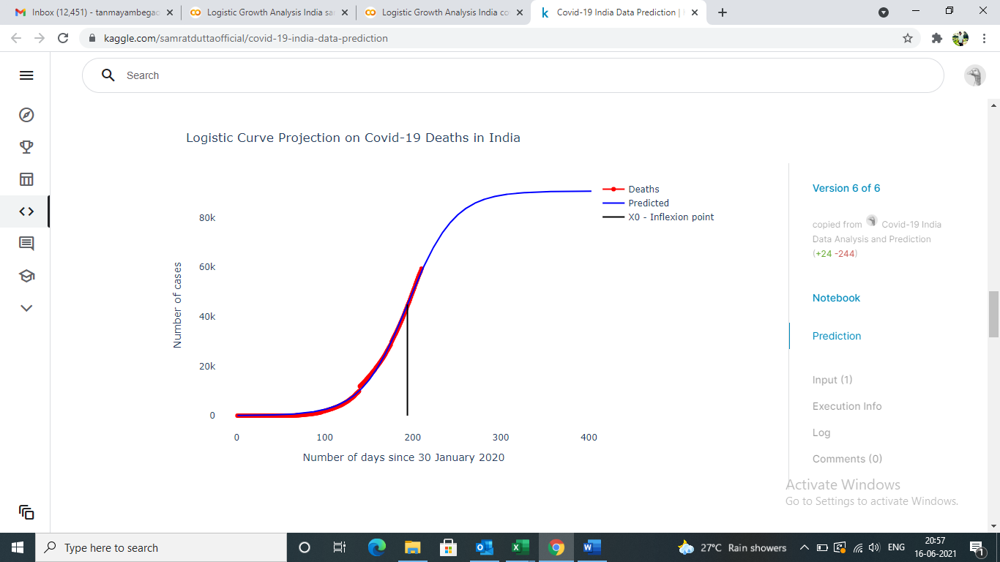 Inbox (12,451) - tanmayambegao
Logistic Growth Analysis India sa
Logistic Growth Analysis India co
Covid-19 India Data Prediction |
kaggle.com/samratduttaofficial/covid-19-india-data-prediction
Search
Logistic Curve Projection on Covid-19 Deaths in India
Deaths
Predicted
X0 - Inflexion point
Number of cases
80k
60k
40k
20k
0
0 100 200 300 400
Number of days since 30 January 2020
Version 6 of 6
copied from Covid-19 India
Data Analysis and Prediction
(+24 -244)
Notebook
Prediction
Input (1)
Execution Info
Log
Comments (0)
Activate Windows
Go to Settings to activate Windows.
Type here to search
27°C Rain showers
ENG
20:57
16-06-2021
1